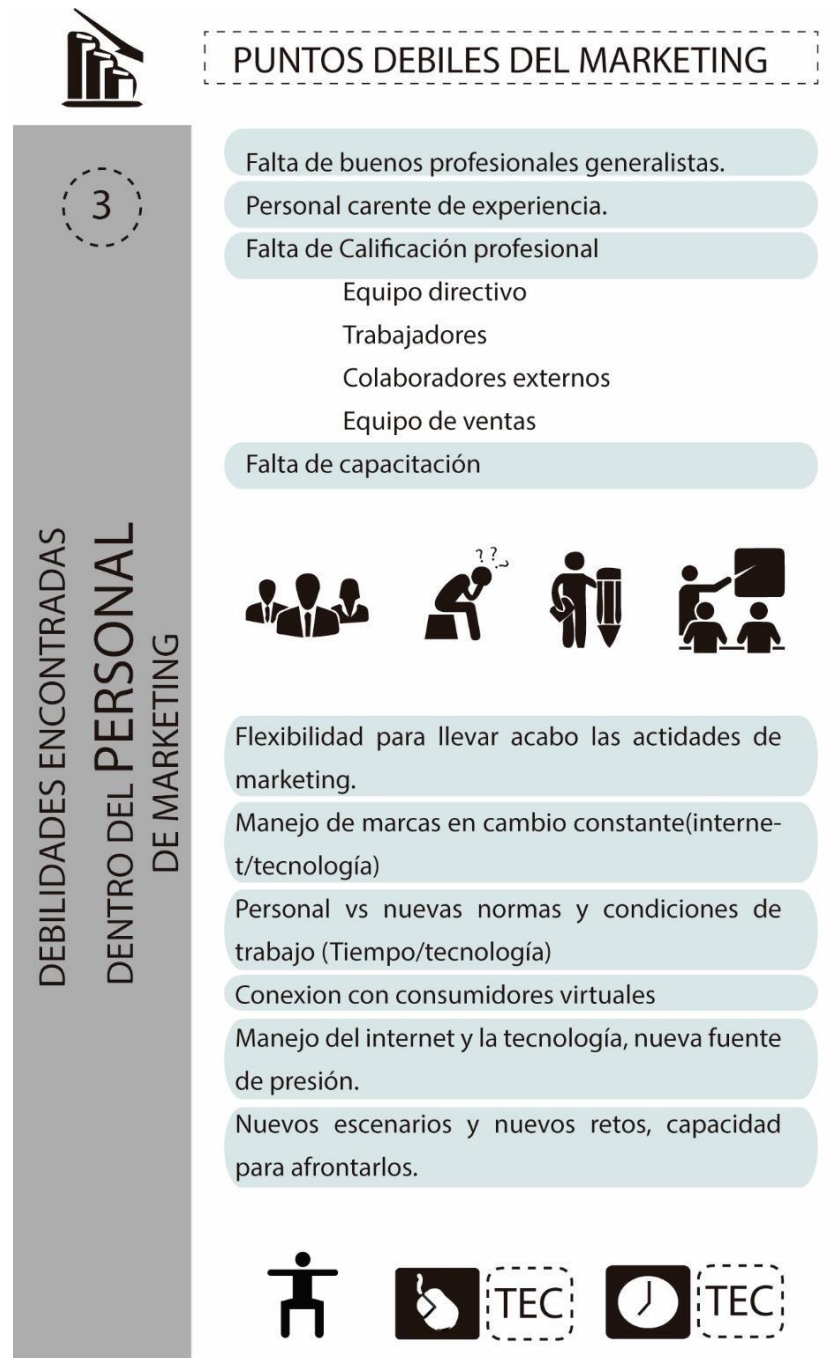 PUNTOS DEBILES DEL MARKETING
3
DEBILIDADES ENCONTRADAS
DENTRO DEL PERSONAL
DE MARKETING
Falta de buenos profesionales generalistas.
Personal carente de experiencia.
Falta de Calificación profesional
Equipo directivo
Trabajadores
Colaboradores externos
Equipo de ventas
Falta de capacitación
? ? ?
Flexibilidad para llevar acabo las actidades de
marketing.
Manejo de marcas en cambio constante(interne-
t/tecnología)
Personal vs nuevas normas y condiciones de
trabajo (Tiempo/tecnología)
Conexion con consumidores virtuales
Manejo del internet y la tecnología, nueva fuente
de presión.
Nuevos escenarios y nuevos retos, capacidad
para afrontarlos.
TEC
TEC